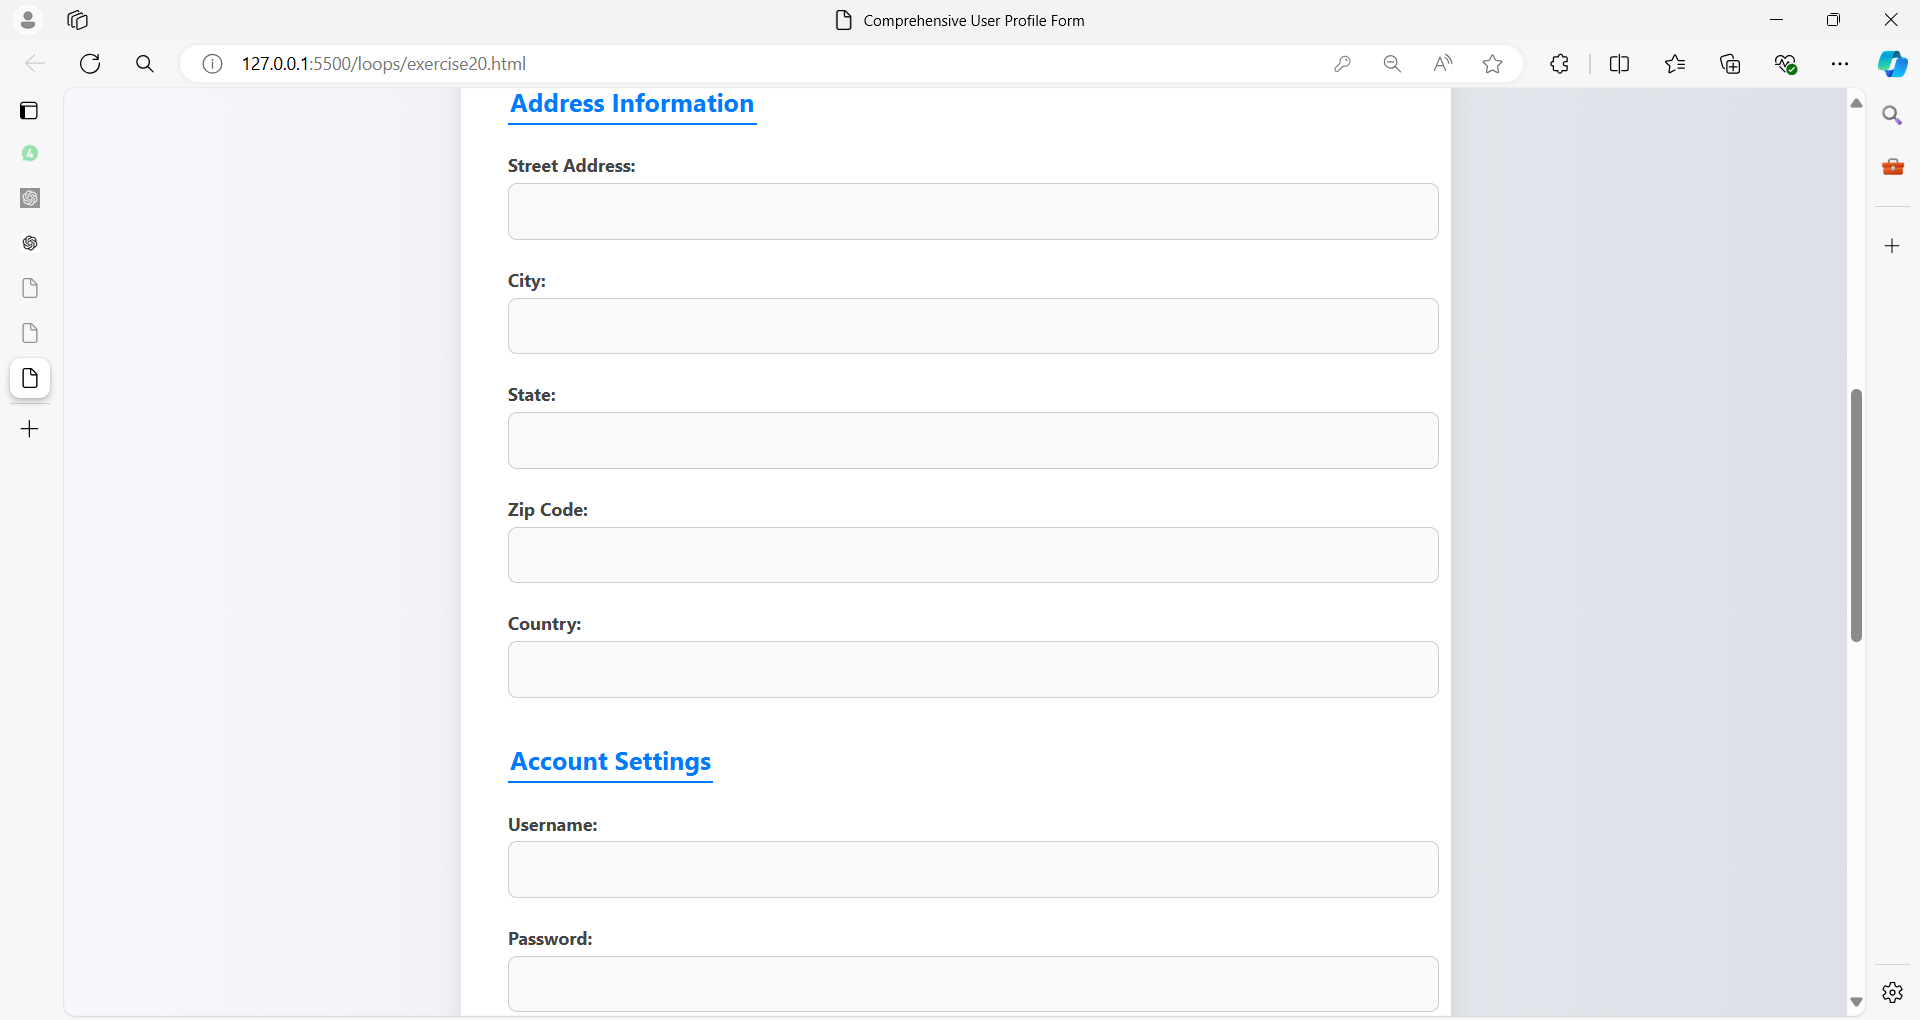 Comprehensive User Profile Form
127.0.0.1:5500/loops/exercise20.html
Address Information
Street Address:
City:
State:
Zip Code:
Country:
Account Settings
Username:
Password: